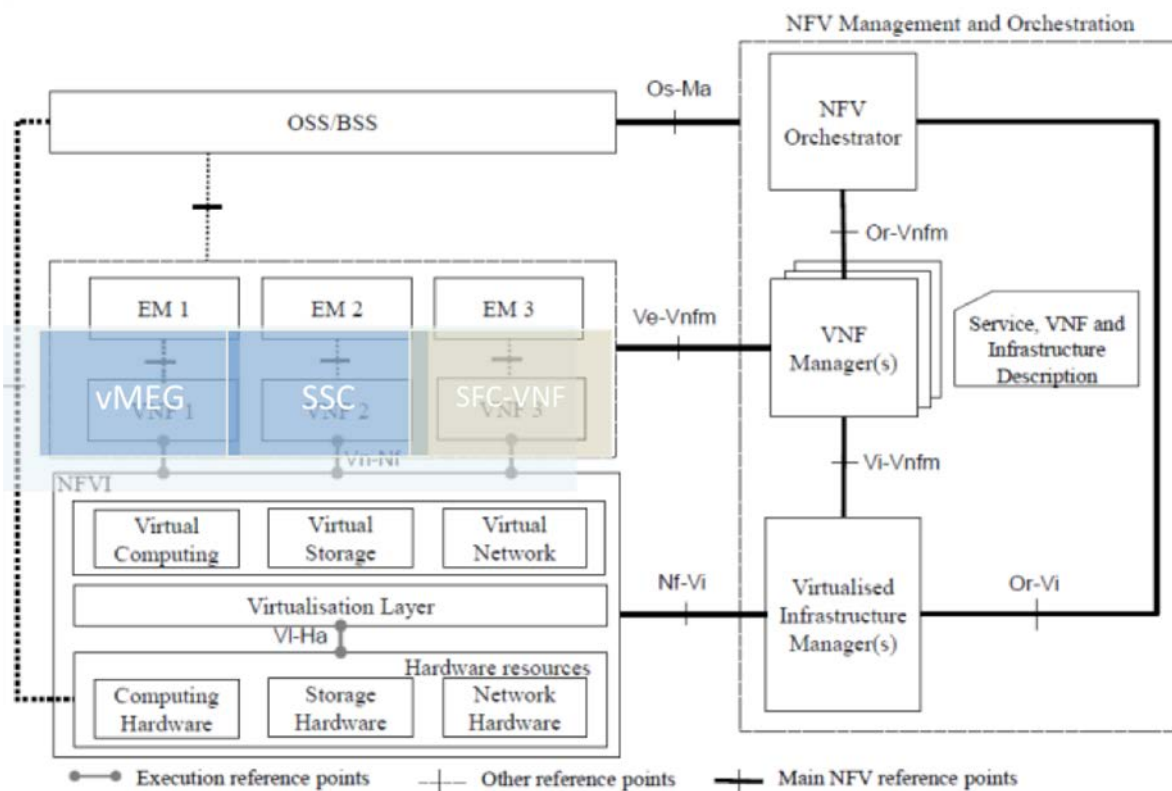 NFV Management and Orchestration
Os-Ma
OSS/BSS
NFV
Orchestrator
Or-Vnfm
EM 1
EM 2
EM 3
Ve-Vnfm
VNF
Manager(s)
Service, VNF and
Infrastructure
Description
vMEG
SSC
SFC-VNF
VNF 1
VNF 2
VNF 3
Vn-Nf
Vi-Vnfm
NFVI
Virtual
Computing
Virtual
Storage
Virtual
Network
Nf-Vi
Virtualised
Infrastructure
Manager(s)
Or-Vi
Virtualisation Layer
Vl-Ha
Hardware resources
Computing
Hardware
Storage
Hardware
Network
Hardware
Execution reference points
Other reference points
Main NFV reference points